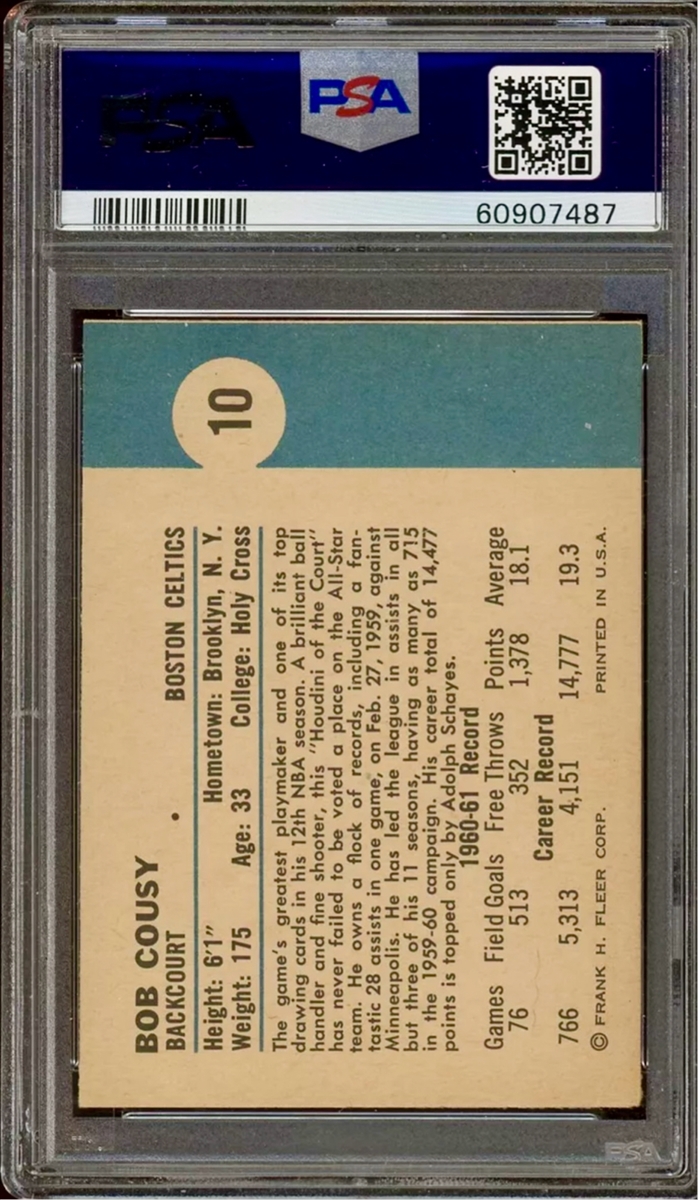 PSA
PSA
60907487
10
BOB COUSY
BACKCOURT • BOSTON CELTICS
Height: 6'1" Hometown: Brooklyn, N. Y.
Weight: 175 Age: 33 College: Holy Cross
The game's greatest playmaker and one of its top
drawing cards in his 12th NBA season. A brilliant ball
handler and fine shooter, this "Houdini of the Court"
has never failed to be voted a place on the All-Star
team. He owns a flock of records, including a fan-
tastic 28 assists in one game, on Feb. 27, 1959, against
Minneapolis. He has led the league in assists in all
but three of his 11 seasons, having as many as 715
in the 1959-60 campaign. His career total of 14,477
points is topped only by Adolph Schayes.
1960-61 Record
Games Field Goals Free Throws Points Average
76 513 352 1,378 18.1
Career Record
766 5,313 4,151 14,777 19.3
© FRANK H. FLEER CORP. PRINTED IN U.S.A.
PSA